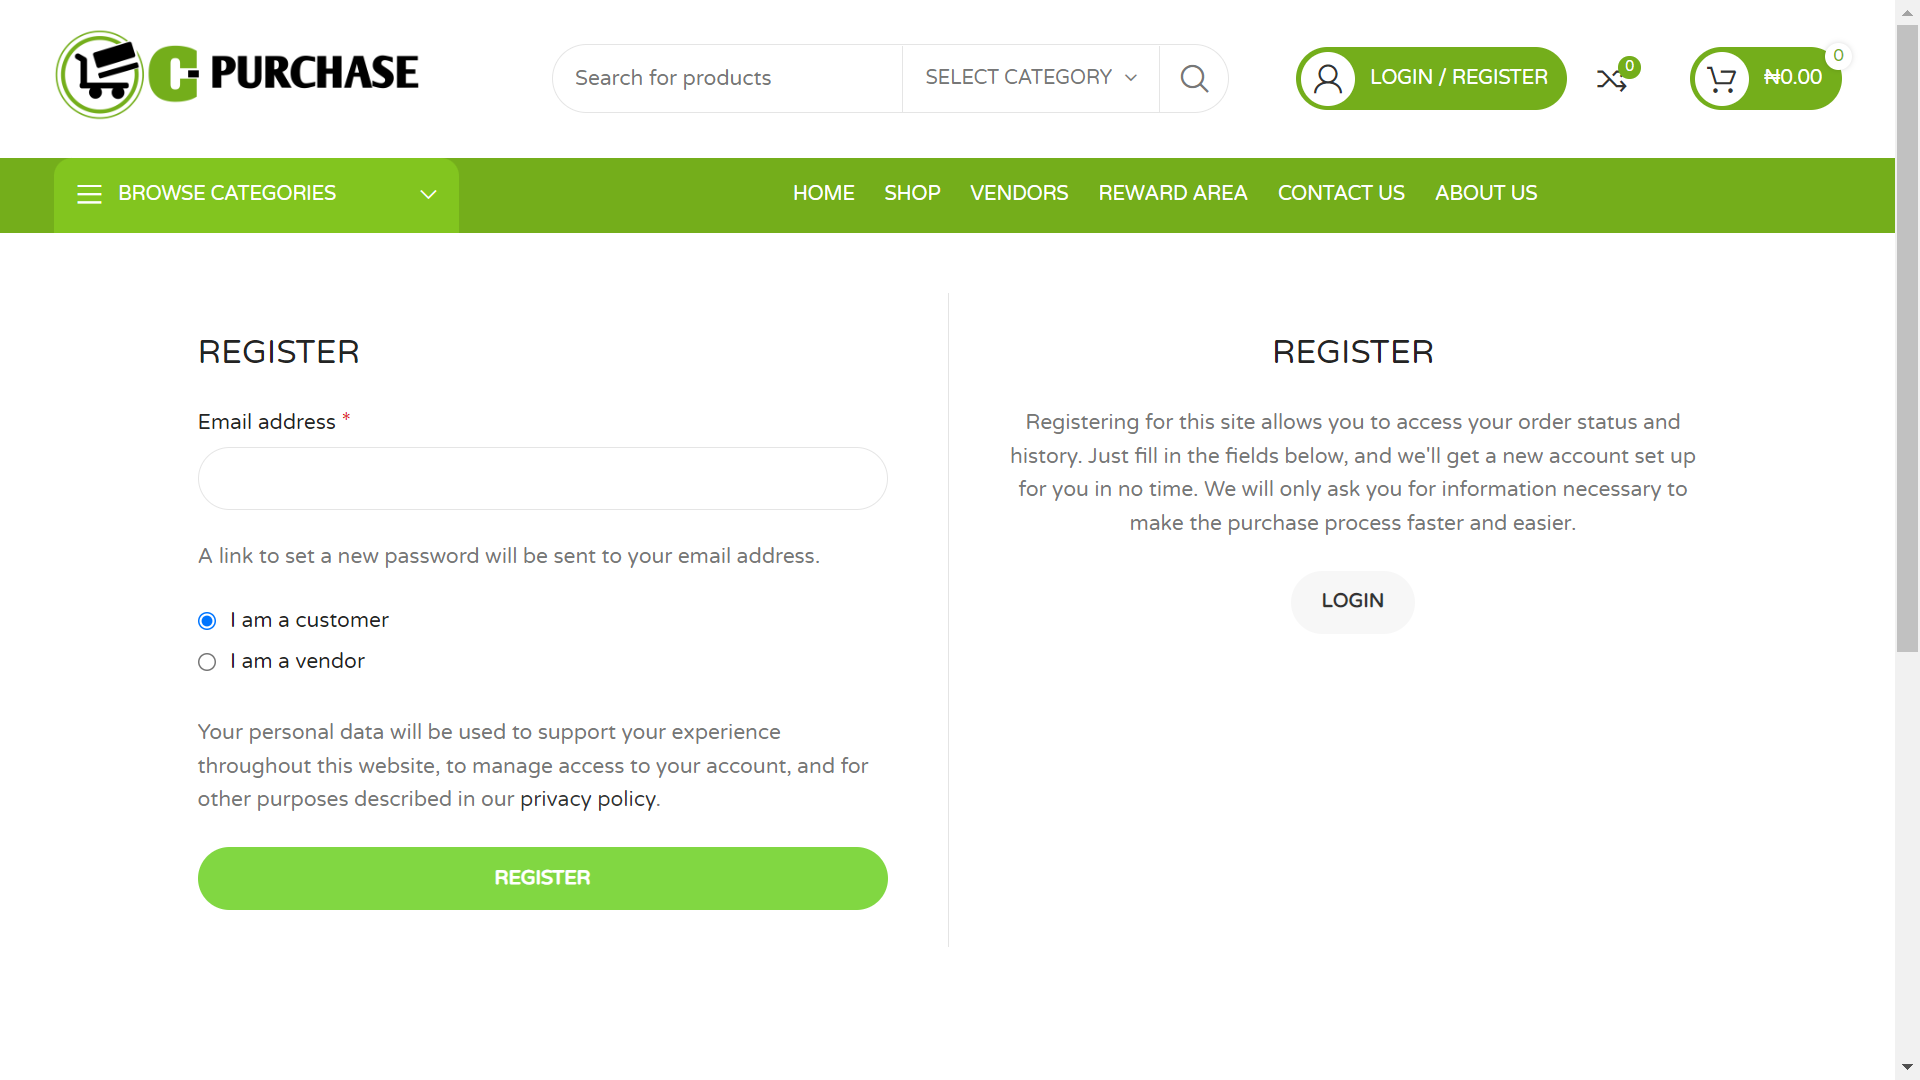 C- PURCHASE
Search for products
SELECT CATEGORY
LOGIN / REGISTER
0
₦0.00
0
BROWSE CATEGORIES
HOME
SHOP
VENDORS
REWARD AREA
CONTACT US
ABOUT US
REGISTER
Email address *
A link to set a new password will be sent to your email address.
I am a customer
I am a vendor
Your personal data will be used to support your experience
throughout this website, to manage access to your account, and for
other purposes described in our privacy policy.
REGISTER
REGISTER
Registering for this site allows you to access your order status and
history. Just fill in the fields below, and we'll get a new account set up
for you in no time. We will only ask you for information necessary to
make the purchase process faster and easier.
LOGIN